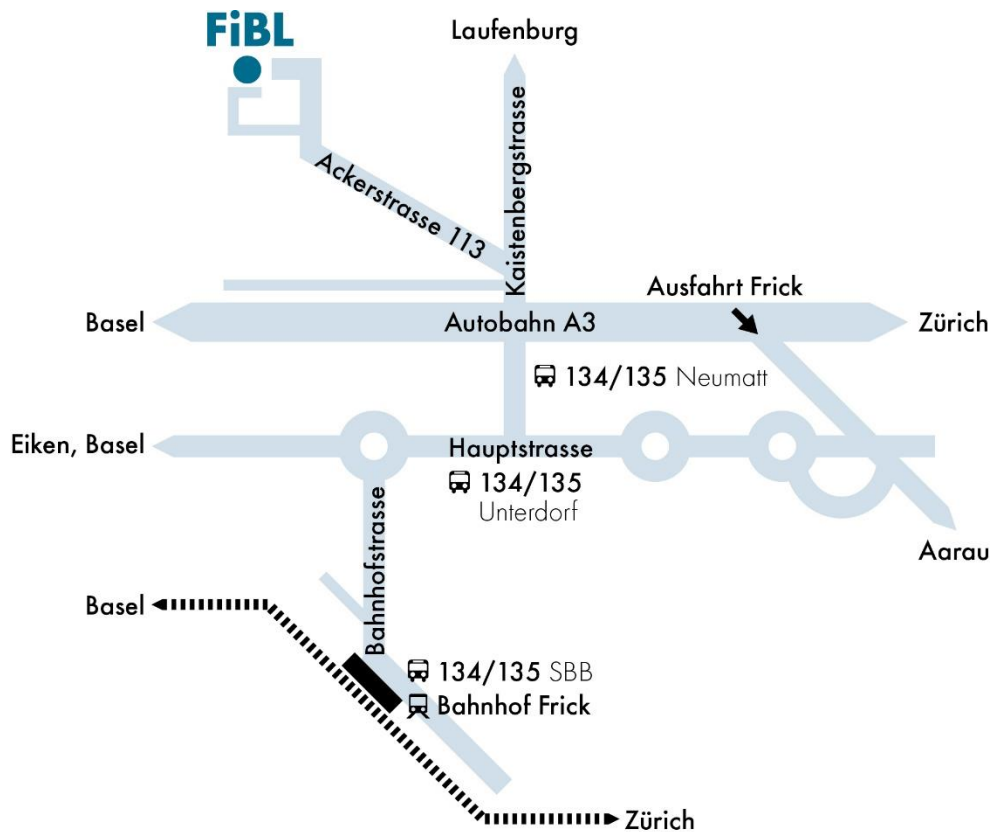 FiBL
Laufenburg
Kaistenbergstrasse
Ackerstrasse 113
Ausfahrt Frick
Basel
Autobahn A3
Zürich
134/135 Neumatt
Eiken, Basel
Hauptstrasse
134/135
Unterdorf
Bahnhofstrasse
Aarau
Basel
134/135 SBB
Bahnhof Frick
Zürich